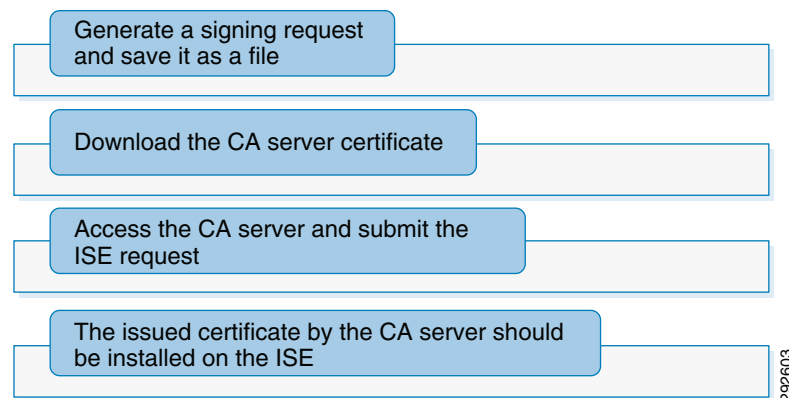 Generate a signing request
and save it as a file
Download the CA server certificate
Access the CA server and submit the
ISE request
The issued certificate by the CA server should
be installed on the ISE
292603